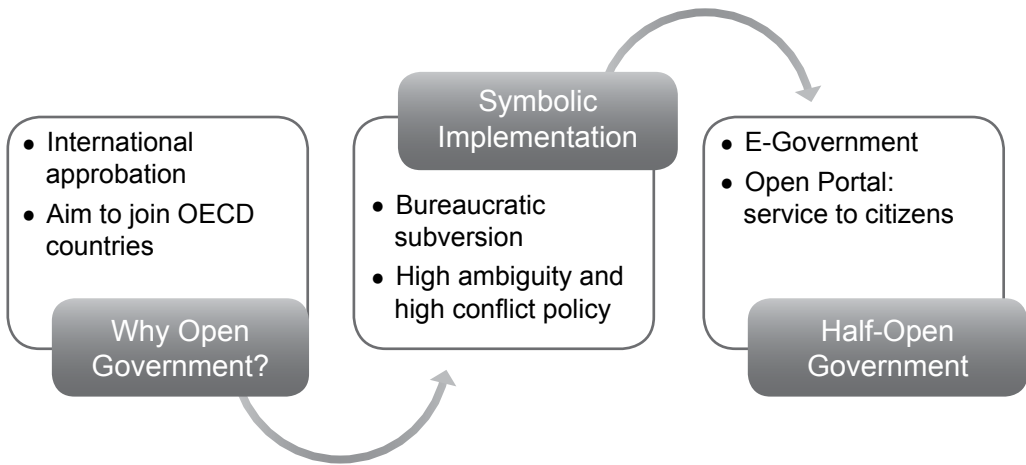 ● International
approbation
● Aim to join OECD
countries
Why Open
Government?
Symbolic
Implementation
● Bureaucratic
subversion
● High ambiguity and
high conflict policy
● E-Government
● Open Portal:
service to citizens
Half-Open
Government